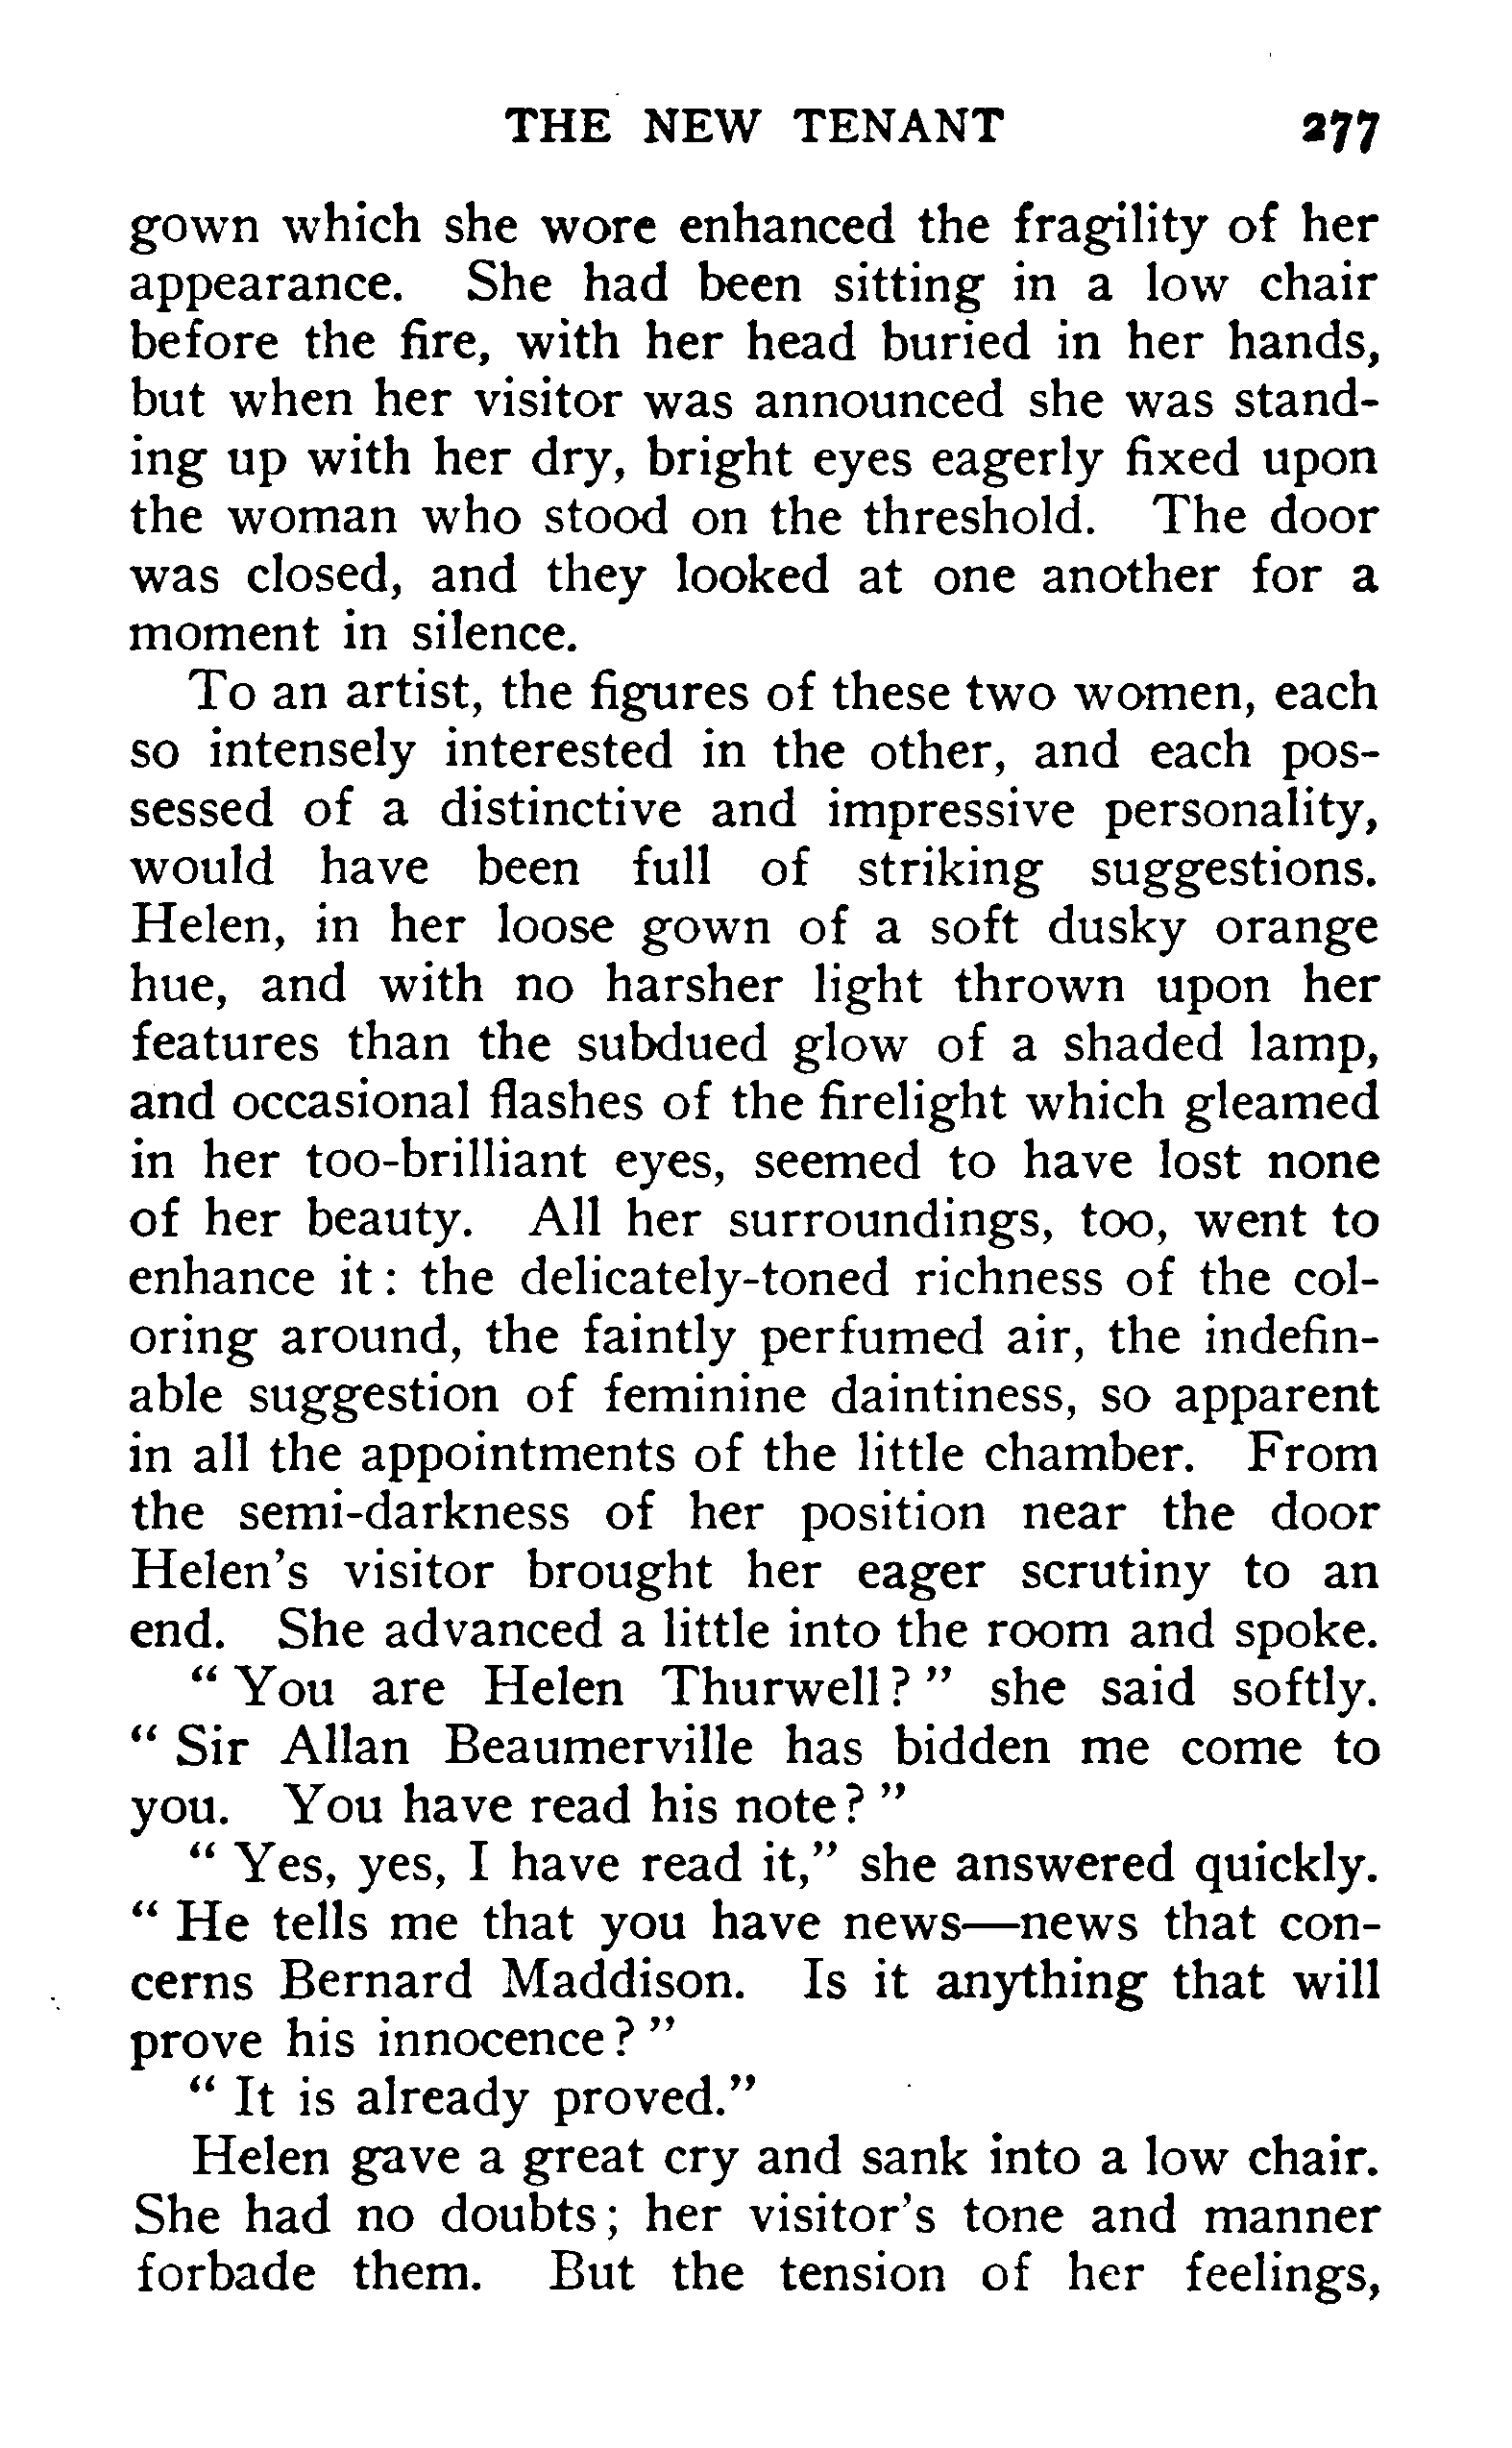 THE NEW TENANT 277
gown which she wore enhanced the fragility of her
appearance. She had been sitting in a low chair
before the fire, with her head buried in her hands,
but when her visitor was announced she was stand-
ing up with her dry, bright eyes eagerly fixed upon
the woman who stood on the threshold. The door
was closed, and they looked at one another for a
moment in silence.
To an artist, the figures of these two women, each
so intensely interested in the other, and each pos-
sessed of a distinctive and impressive personality,
would have been full of striking suggestions.
Helen, in her loose gown of a soft dusky orange
hue, and with no harsher light thrown upon her
features than the subdued glow of a shaded lamp,
and occasional flashes of the firelight which gleamed
in her too-brilliant eyes, seemed to have lost none
of her beauty. All her surroundings, too, went to
enhance it: the delicately-toned richness of the col-
oring around, the faintly perfumed air, the indefin-
able suggestion of feminine daintiness, so apparent
in all the appointments of the little chamber. From
the semi-darkness of her position near the door
Helen's visitor brought her eager scrutiny to an
end. She advanced a little into the room and spoke.
"You are Helen Thurwell?" she said softly.
"Sir Allan Beaumerville has bidden me come to
you. You have read his note?"
"Yes, yes, I have read it," she answered quickly.
"He tells me that you have news—news that con-
cerns Bernard Maddison. Is it anything that will
prove his innocence?"
"It is already proved."
Helen gave a great cry and sank into a low chair.
She had no doubts; her visitor's tone and manner
forbade them. But the tension of her feelings,